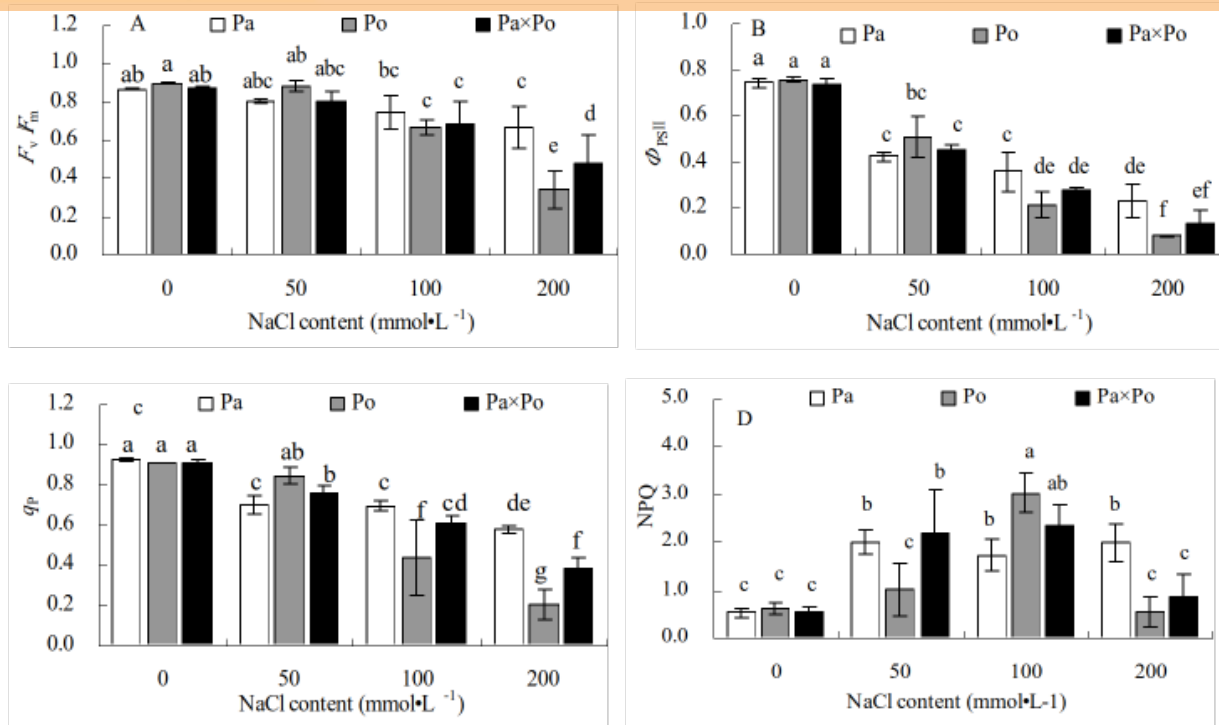 A Pa Po Pa×Po
1.2
1.0
0.8
0.6
0.4
0.2
0.0
Fv Fm
ab a ab
abc ab abc
bc c c
c e d
0 50 100 200
NaCl content (mmol•L -1)
B Pa Po Pa×Po
1.0
0.8
0.6
0.4
0.2
0.0
ΦPSII
a a a
c bc c
c de de
de f ef
0 50 100 200
NaCl content (mmol•L -1)
c Pa Po Pa×Po
1.2
1.0
0.8
0.6
0.4
0.2
0.0
qP
a a a
c ab b
c f cd
de g f
0 50 100 200
NaCl content (mmol•L -1)
D Pa Po Pa×Po
5.0
4.0
3.0
2.0
1.0
0.0
NPQ
c c c
b c b
b a ab
b c c
0 50 100 200
NaCl content (mmol•L-1)